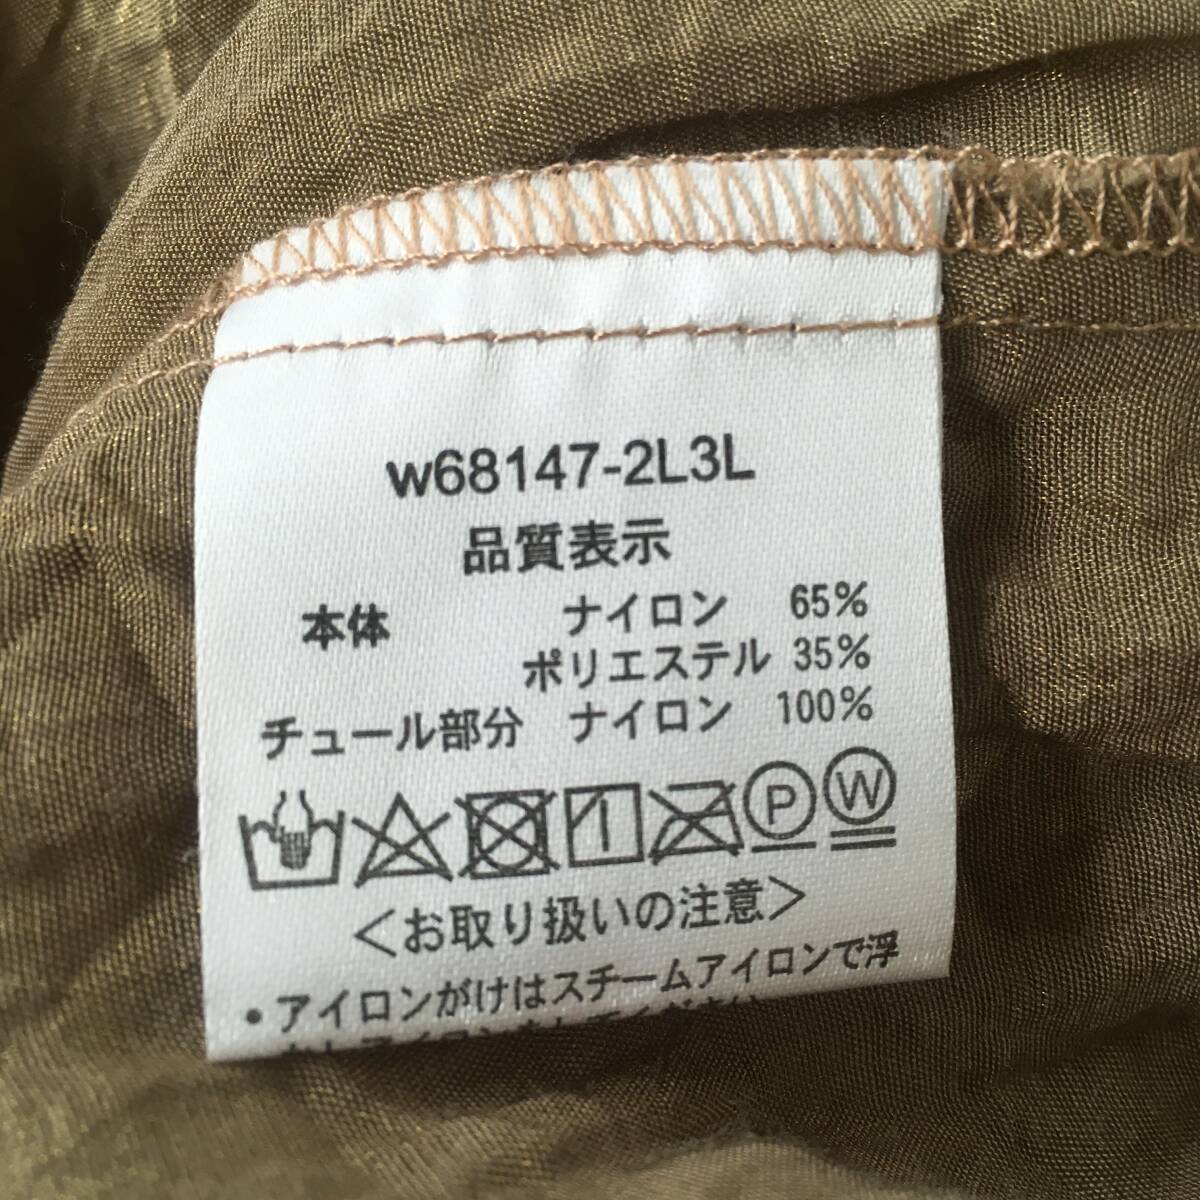 w68147-2L3L
品質表示
本体 ナイロン 65%
ポリエステル 35%
チュール部分 ナイロン 100%
P W
＜お取り扱いの注意＞
・アイロンがけはスチームアイロンで浮